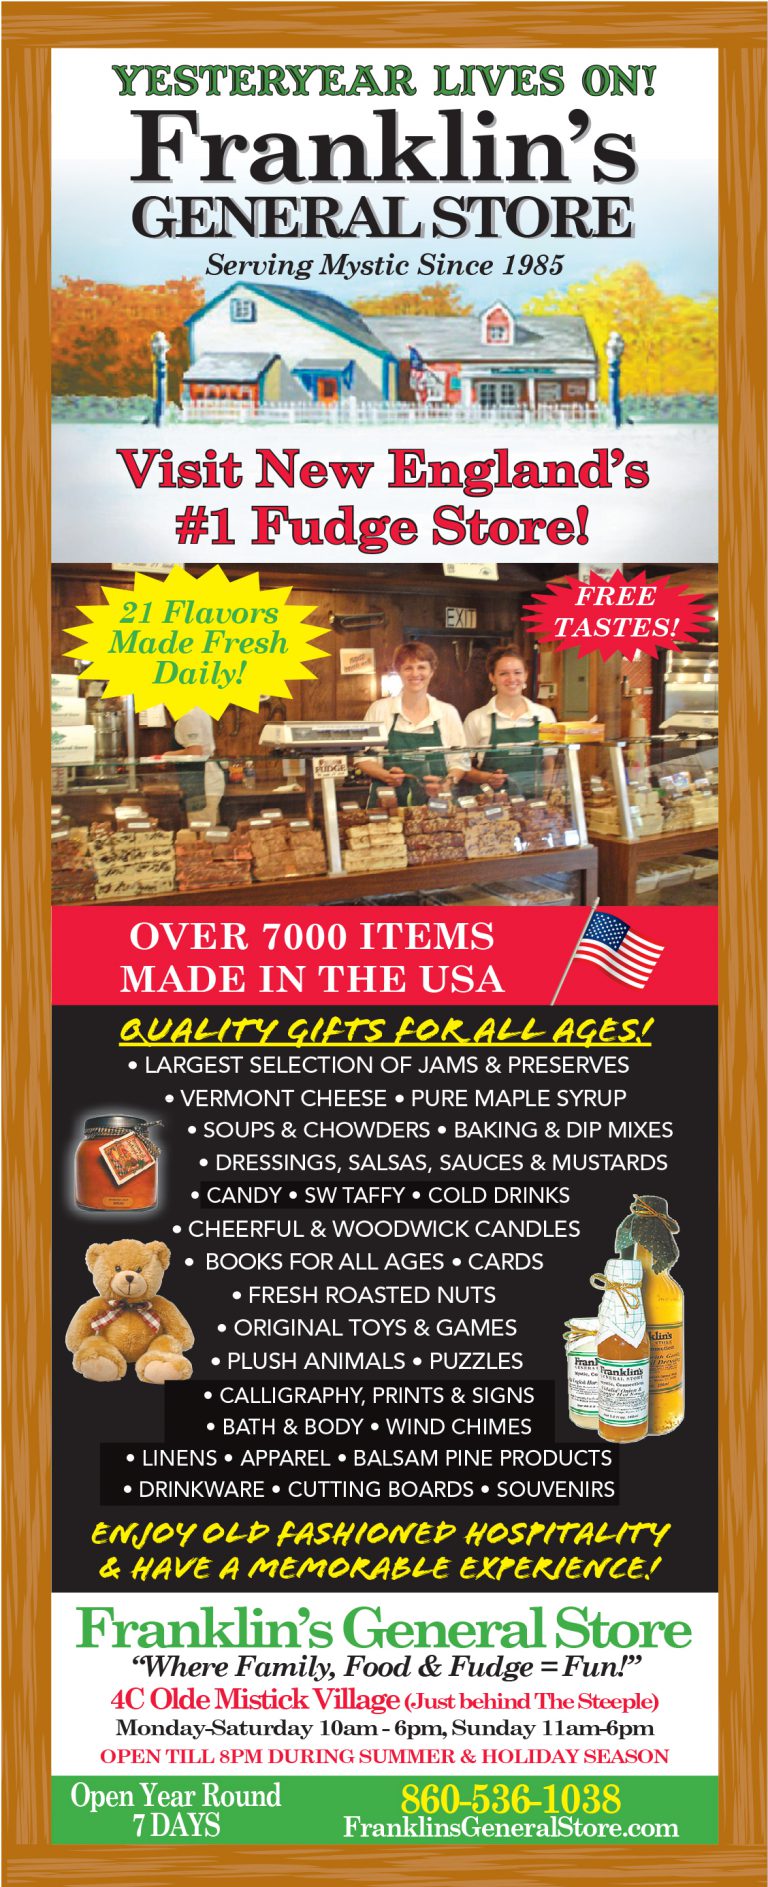 YESTERYEAR LIVES ON!
Franklin's
GENERAL STORE
Serving Mystic Since 1985
Visit New England's
#1 Fudge Store!
21 Flavors
Made Fresh
Daily!
FREE
TASTES!
EXIT
FUDGE
OVER 7000 ITEMS
MADE IN THE USA
QUALITY GIFTS FOR ALL AGES!
• LARGEST SELECTION OF JAMS & PRESERVES
• VERMONT CHEESE • PURE MAPLE SYRUP
• SOUPS & CHOWDERS • BAKING & DIP MIXES
• DRESSINGS, SALSAS, SAUCES & MUSTARDS
• CANDY • SW TAFFY • COLD DRINKS
• CHEERFUL & WOODWICK CANDLES
• BOOKS FOR ALL AGES • CARDS
• FRESH ROASTED NUTS
• ORIGINAL TOYS & GAMES
• PLUSH ANIMALS • PUZZLES
• CALLIGRAPHY, PRINTS & SIGNS
• BATH & BODY • WIND CHIMES
• LINENS • APPAREL • BALSAM PINE PRODUCTS
• DRINKWARE • CUTTING BOARDS • SOUVENIRS
Franklin's
GENERAL STORE
ENJOY OLD FASHIONED HOSPITALITY
& HAVE A MEMORABLE EXPERIENCE!
Franklin's General Store
"Where Family, Food & Fudge = Fun!"
4C Olde Mistick Village (Just behind The Steeple)
Monday-Saturday 10am - 6pm, Sunday 11am-6pm
OPEN TILL 8PM DURING SUMMER & HOLIDAY SEASON
Open Year Round
7 DAYS
860-536-1038
FranklinsGeneralStore.com